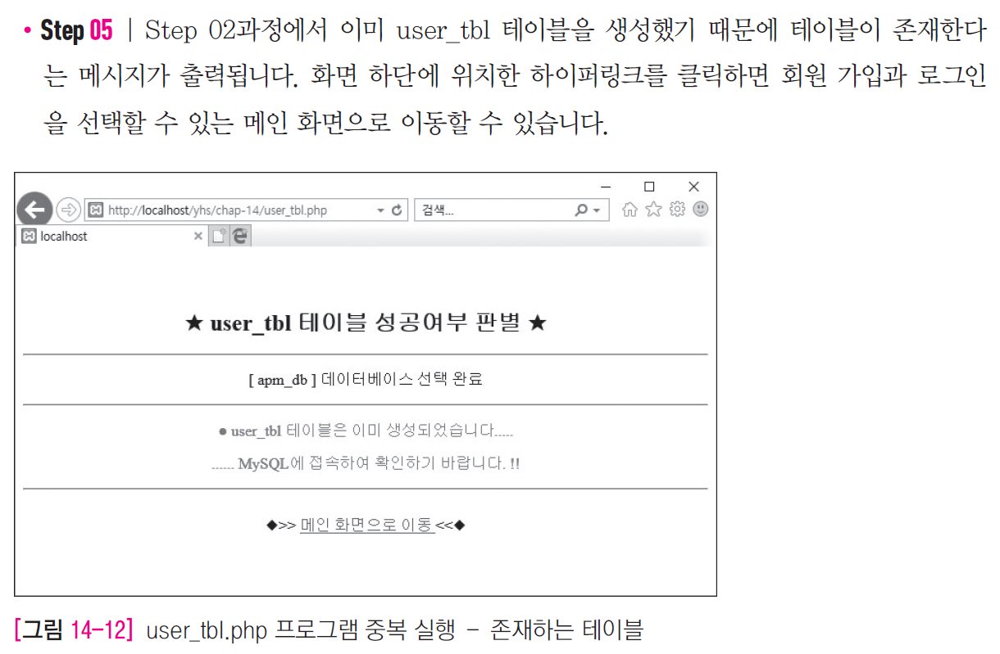 • Step 05 | Step 02과정에서 이미 user_tbl 테이블을 생성했기 때문에 테이블이 존재한다
는 메시지가 출력됩니다. 화면 하단에 위치한 하이퍼링크를 클릭하면 회원 가입과 로그인
을 선택할 수 있는 메인 화면으로 이동할 수 있습니다.
http://localhost/yhs/chap-14/user_tbl.php 검색...
localhost
★ user_tbl 테이블 성공여부 판별 ★
[ apm_db ] 데이터베이스 선택 완료
● user_tbl 테이블은 이미 생성되었습니다.....
...... MySQL에 접속하여 확인하기 바랍니다. !!
◆>> 메인 화면으로 이동 <<◆
[그림 14-12] user_tbl.php 프로그램 중복 실행 - 존재하는 테이블